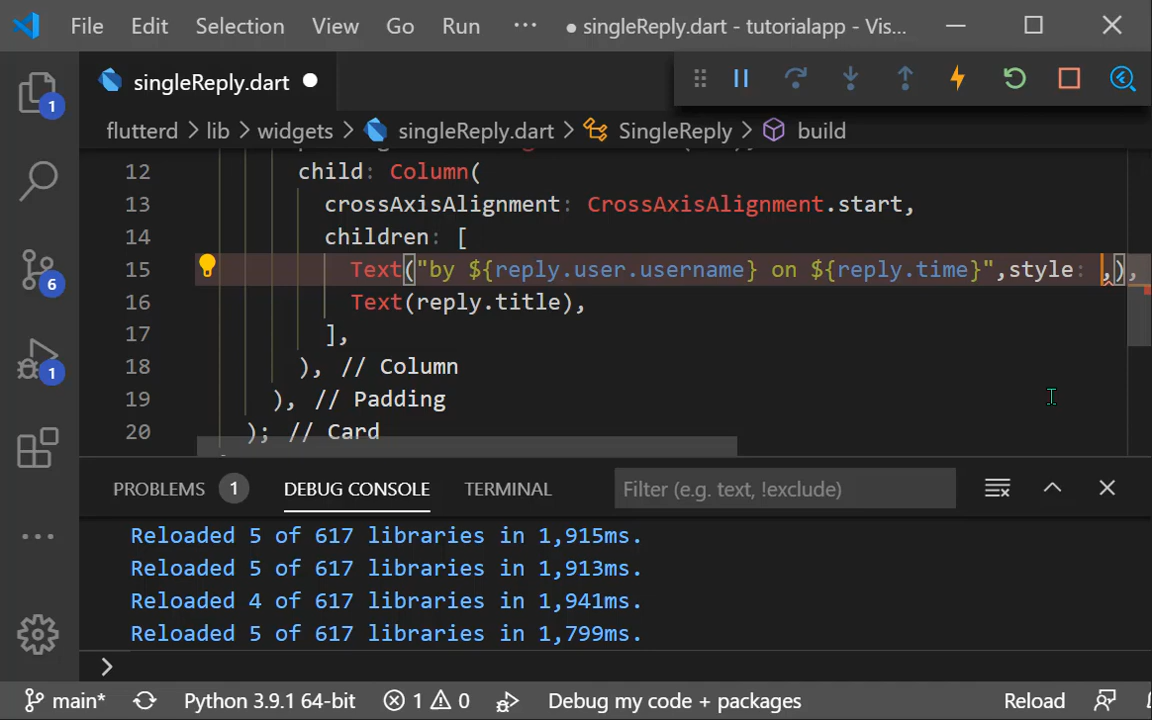 File Edit Selection View Go Run ··· ● singleReply.dart - tutorialapp - Vis...
singleReply.dart ●
flutterd > lib > widgets > singleReply.dart > SingleReply > build
12 child: Column(
13 crossAxisAlignment: CrossAxisAlignment.start,
14 children: [
15 Text("by ${reply.user.username} on ${reply.time}",style: ,),
16 Text(reply.title),
17 ],
18 ), // Column
19 ), // Padding
20 ); // Card
1
6
1
PROBLEMS 1 DEBUG CONSOLE TERMINAL Filter (e.g. text, !exclude)
Reloaded 5 of 617 libraries in 1,915ms.
Reloaded 5 of 617 libraries in 1,913ms.
Reloaded 4 of 617 libraries in 1,941ms.
Reloaded 5 of 617 libraries in 1,799ms.
>
main* Python 3.9.1 64-bit 1 0 Debug my code + packages Reload